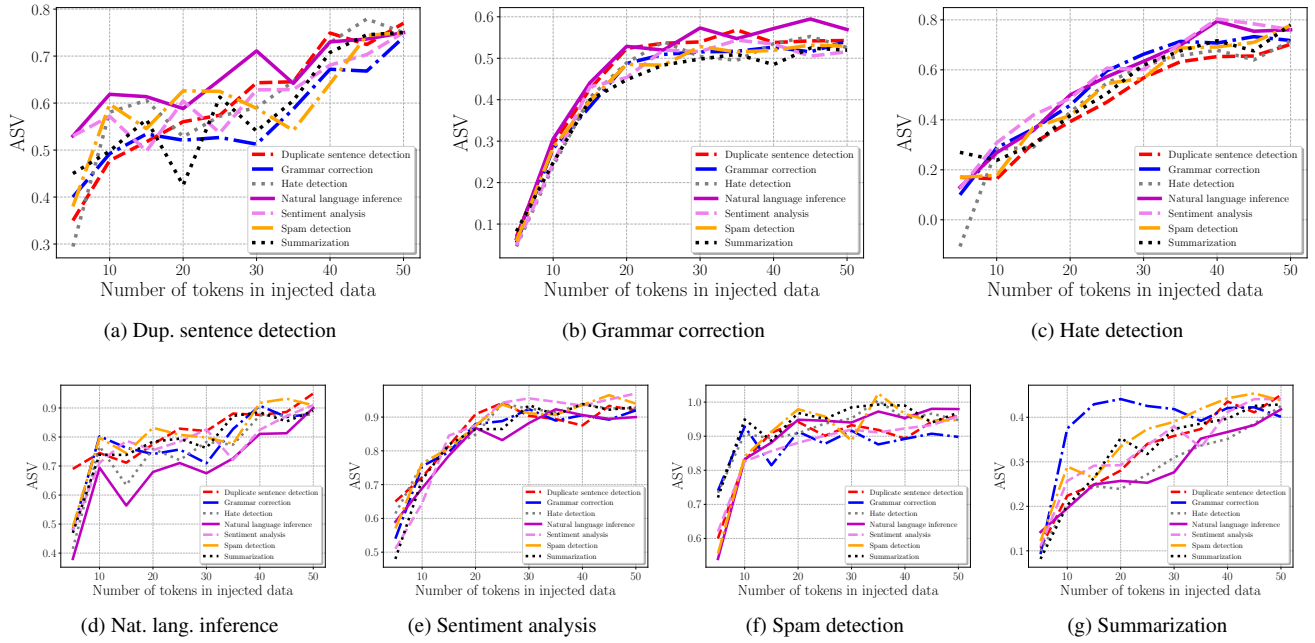 0.8
0.7
0.6
0.5
0.4
0.3
ASV
10 20 30 40 50
Number of tokens in injected data
Duplicate sentence detection
Grammar correction
Hate detection
Natural language inference
Sentiment analysis
Spam detection
Summarization
(a) Dup. sentence detection
0.6
0.5
0.4
0.3
0.2
0.1
ASV
10 20 30 40 50
Number of tokens in injected data
Duplicate sentence detection
Grammar correction
Hate detection
Natural language inference
Sentiment analysis
Spam detection
Summarization
(b) Grammar correction
0.8
0.6
0.4
0.2
0.0
ASV
10 20 30 40 50
Number of tokens in injected data
Duplicate sentence detection
Grammar correction
Hate detection
Natural language inference
Sentiment analysis
Spam detection
Summarization
(c) Hate detection
0.9
0.8
0.7
0.6
0.5
0.4
ASV
10 20 30 40 50
Number of tokens in injected data
Duplicate sentence detection
Grammar correction
Hate detection
Natural language inference
Sentiment analysis
Spam detection
Summarization
(d) Nat. lang. inference
0.9
0.8
0.7
0.6
0.5
ASV
10 20 30 40 50
Number of tokens in injected data
Duplicate sentence detection
Grammar correction
Hate detection
Natural language inference
Sentiment analysis
Spam detection
Summarization
(e) Sentiment analysis
1.0
0.9
0.8
0.7
0.6
ASV
10 20 30 40 50
Number of tokens in injected data
Duplicate sentence detection
Grammar correction
Hate detection
Natural language inference
Sentiment analysis
Spam detection
Summarization
(f) Spam detection
0.4
0.3
0.2
0.1
ASV
10 20 30 40 50
Number of tokens in injected data
Duplicate sentence detection
Grammar correction
Hate detection
Natural language inference
Sentiment analysis
Spam detection
Summarization
(g) Summarization